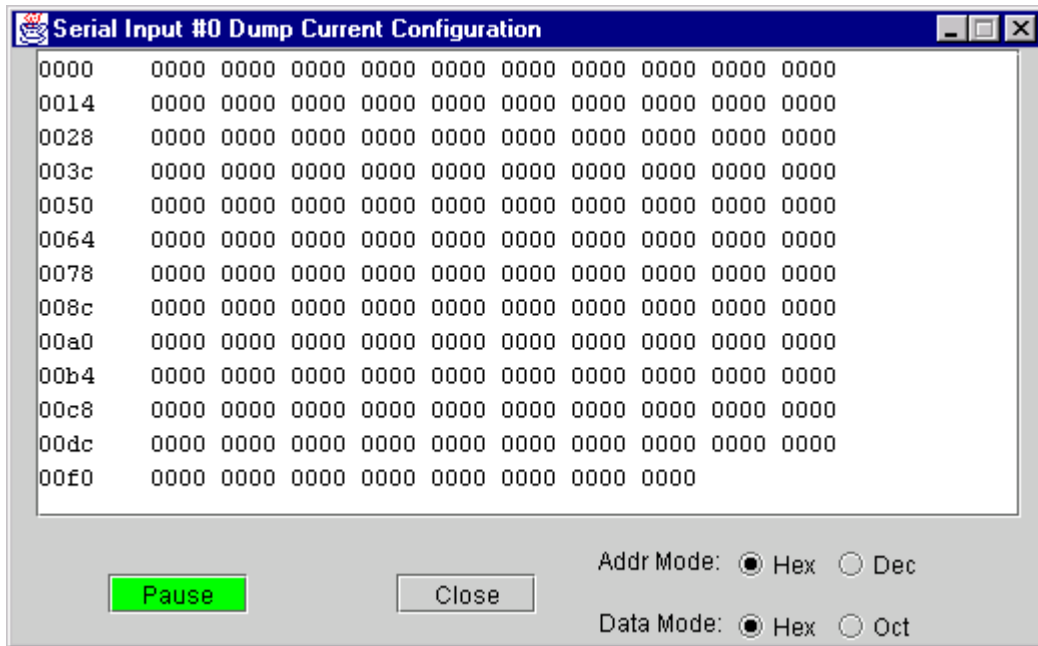 Serial Input #0 Dump Current Configuration
0000 0000 0000 0000 0000 0000 0000 0000 0000 0000 0000
0014 0000 0000 0000 0000 0000 0000 0000 0000 0000 0000
0028 0000 0000 0000 0000 0000 0000 0000 0000 0000 0000
003c 0000 0000 0000 0000 0000 0000 0000 0000 0000 0000
0050 0000 0000 0000 0000 0000 0000 0000 0000 0000 0000
0064 0000 0000 0000 0000 0000 0000 0000 0000 0000 0000
0078 0000 0000 0000 0000 0000 0000 0000 0000 0000 0000
008c 0000 0000 0000 0000 0000 0000 0000 0000 0000 0000
00a0 0000 0000 0000 0000 0000 0000 0000 0000 0000 0000
00b4 0000 0000 0000 0000 0000 0000 0000 0000 0000 0000
00c8 0000 0000 0000 0000 0000 0000 0000 0000 0000 0000
00dc 0000 0000 0000 0000 0000 0000 0000 0000 0000 0000
00f0 0000 0000 0000 0000 0000 0000 0000 0000
Addr Mode: Hex Dec
Pause Close
Data Mode: Hex Oct